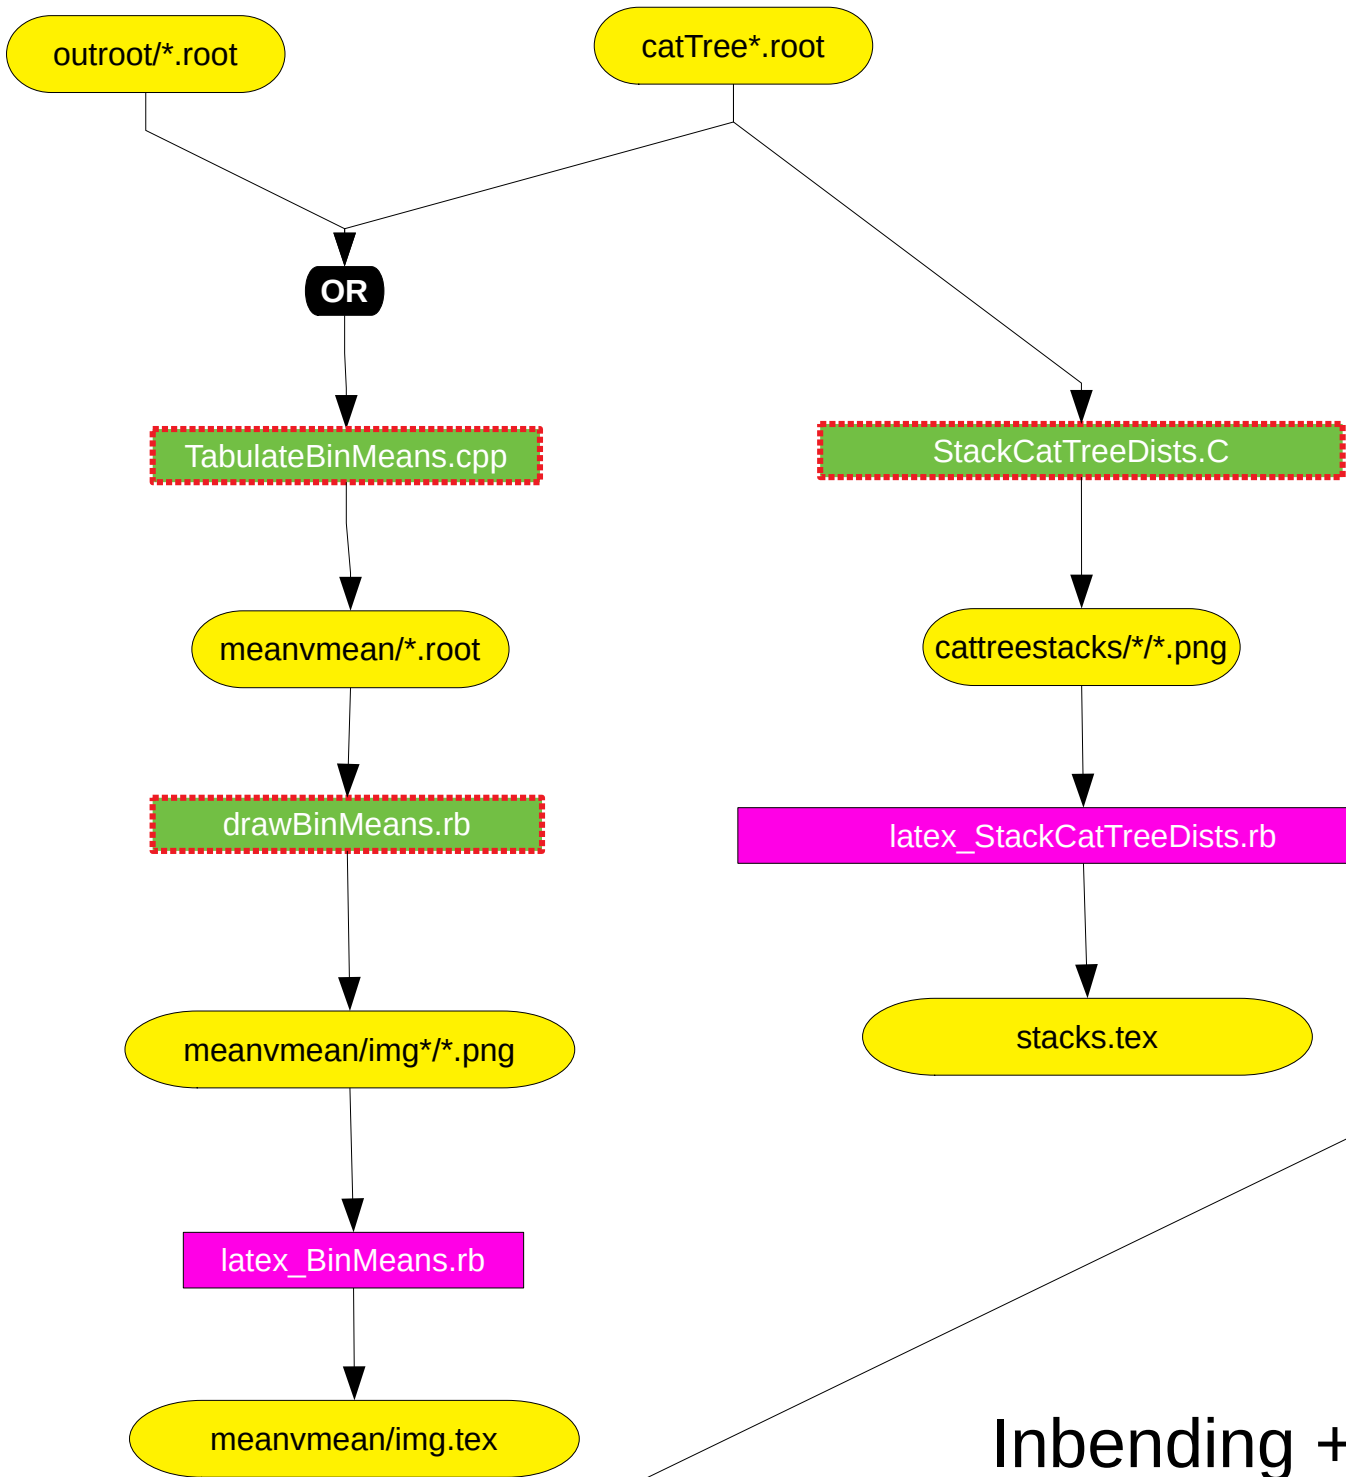 outroot/*.root
catTree*.root
OR
TabulateBinMeans.cpp
StackCatTreeDists.C
meanvmean/*.root
cattreestacks/*/*.png
drawBinMeans.rb
latex_StackCatTreeDists.rb
meanvmean/img*/*.png
stacks.tex
latex_BinMeans.rb
meanvmean/img.tex
Inbending +